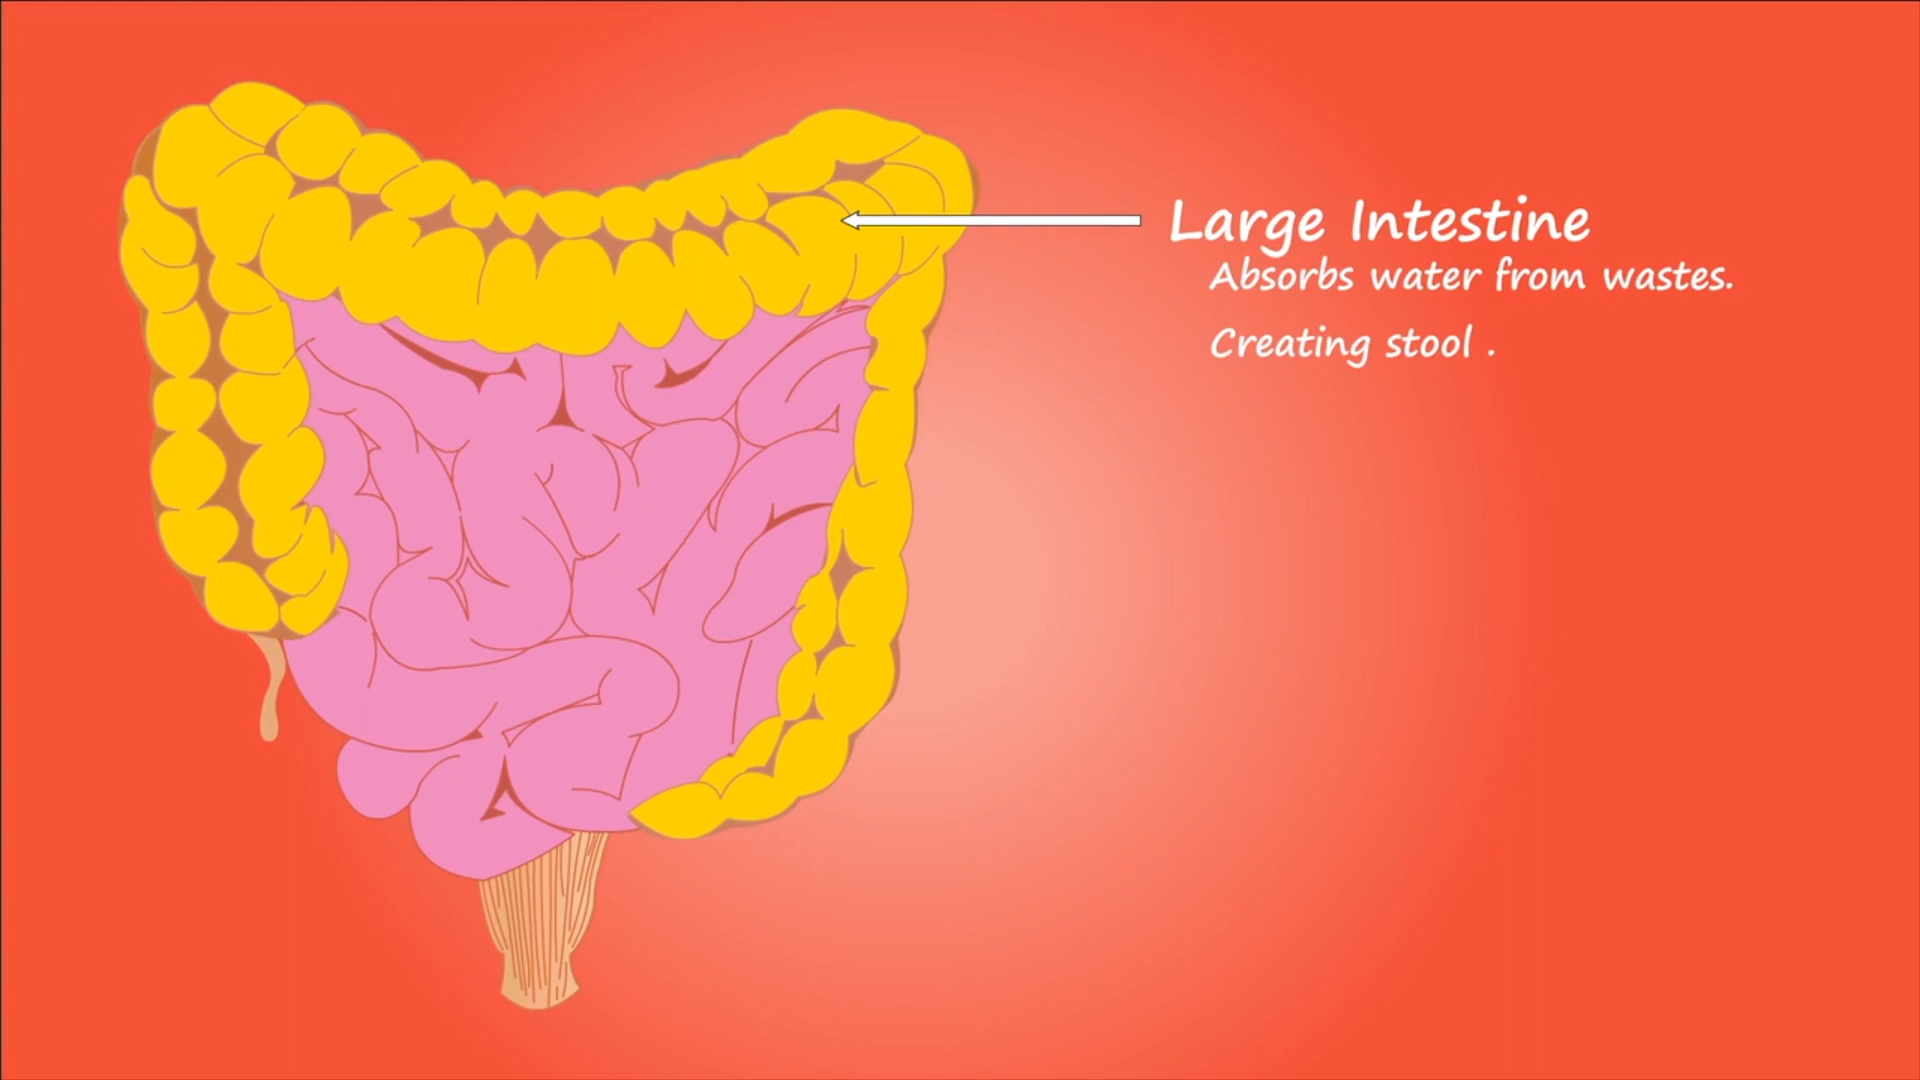 Large Intestine
Absorbs water from wastes.
Creating stool .